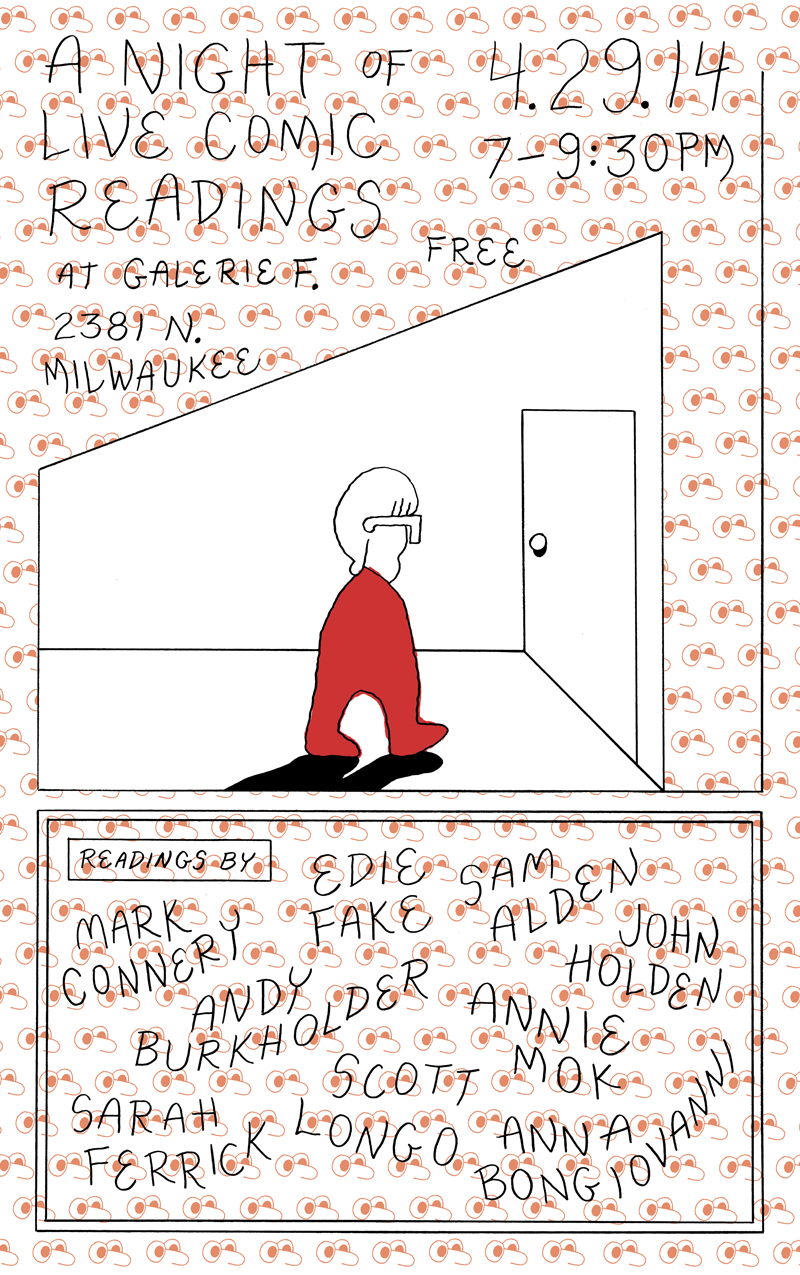 A NIGHT OF
LIVE COMIC
READINGS
4.29.14
7-9:30PM
AT GALERIE F.
2381 N.
MILWAUKEE
FREE
READINGS BY
EDIE
FAKE
SAM
ALDEN
MARK
CONNERY
JOHN
HOLDEN
ANDY
BURKHOLDER
ANNIE
MOK
SCOTT
LONGO
SARAH
FERRICK
ANNA
BONGIOVANNI